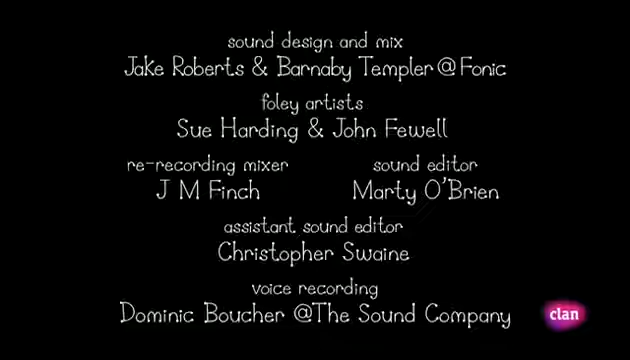 sound design and mix
Jake Roberts & Barnaby Templer @ Fonic
foley artists
Sue Harding & John Fewell
re-recording mixer
J M Finch
sound editor
Marty O'Brien
assistant sound editor
Christopher Swaine
voice recording
Dominic Boucher @The Sound Company
clan